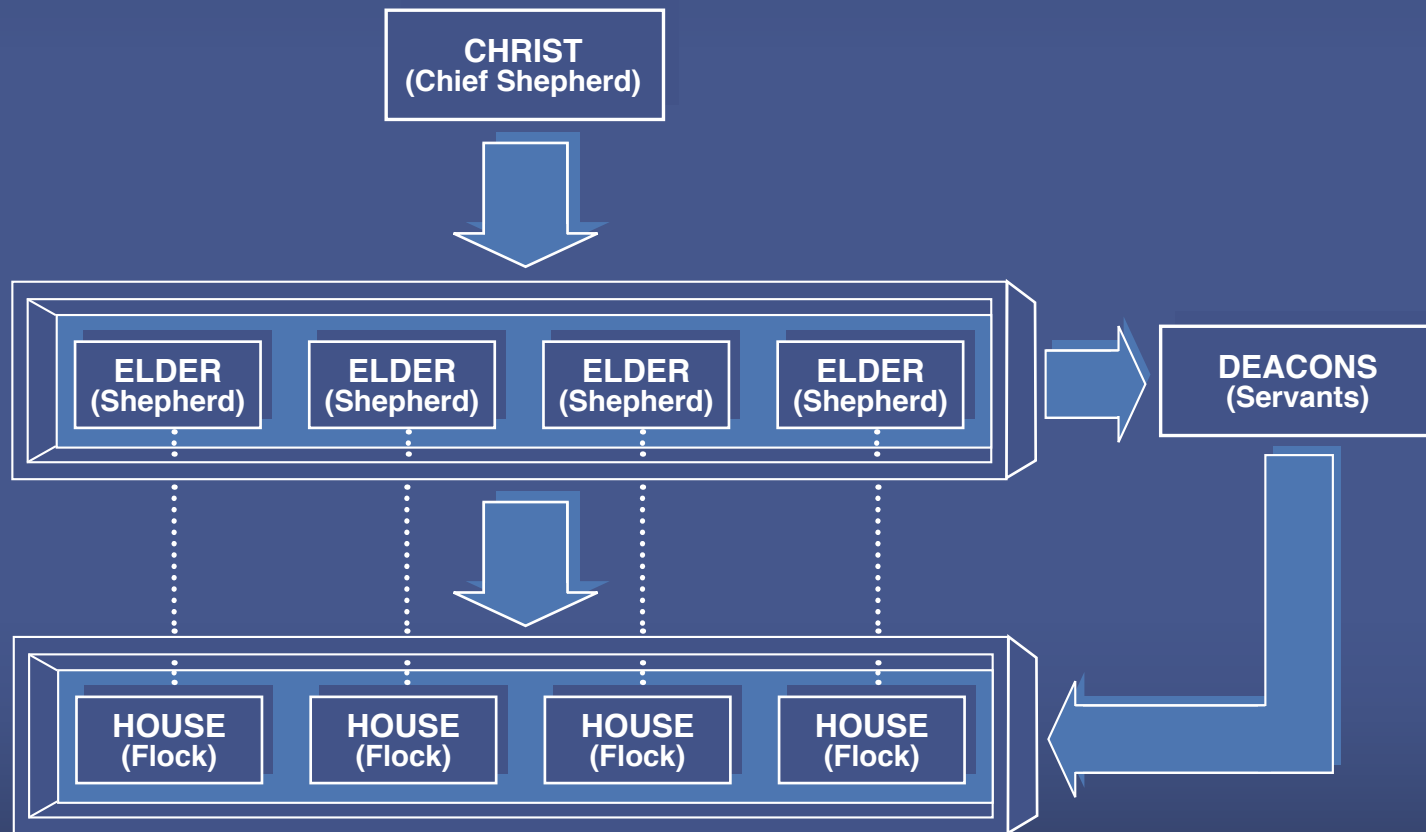 CHRIST
(Chief Shepherd)
ELDER
(Shepherd)
ELDER
(Shepherd)
ELDER
(Shepherd)
ELDER
(Shepherd)
DEACONS
(Servants)
HOUSE
(Flock)
HOUSE
(Flock)
HOUSE
(Flock)
HOUSE
(Flock)